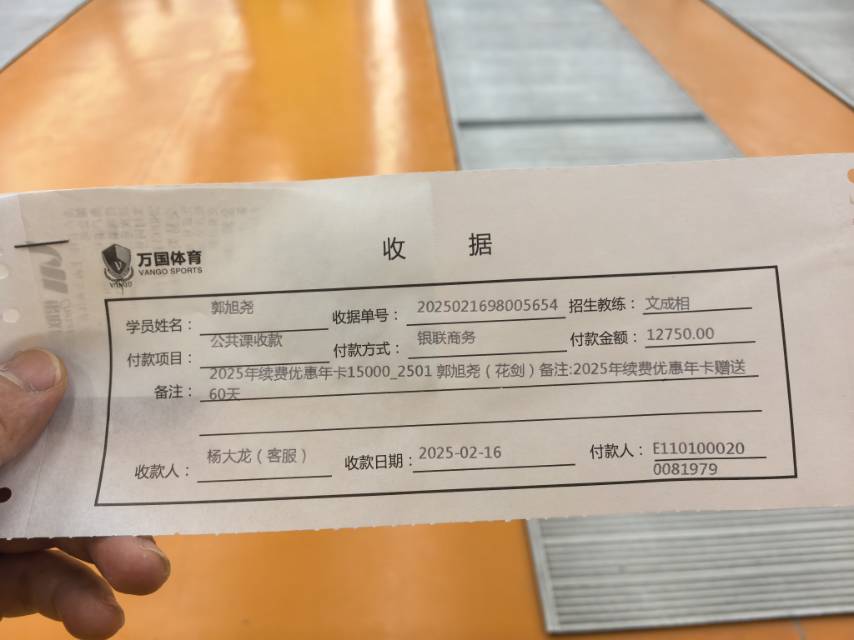 万国体育
VANGO SPORTS
VANGO
收 据
学员姓名：郭旭尧 收据单号：2025021698005654 招生教练：文成相
付款项目：公共课收款 付款方式：银联商务 付款金额：12750.00
备注：2025年续费优惠年卡15000_2501 郭旭尧（花剑）备注:2025年续费优惠年卡赠送
60天
收款人：杨大龙（客服） 收款日期：2025-02-16 付款人：E110100020
0081979